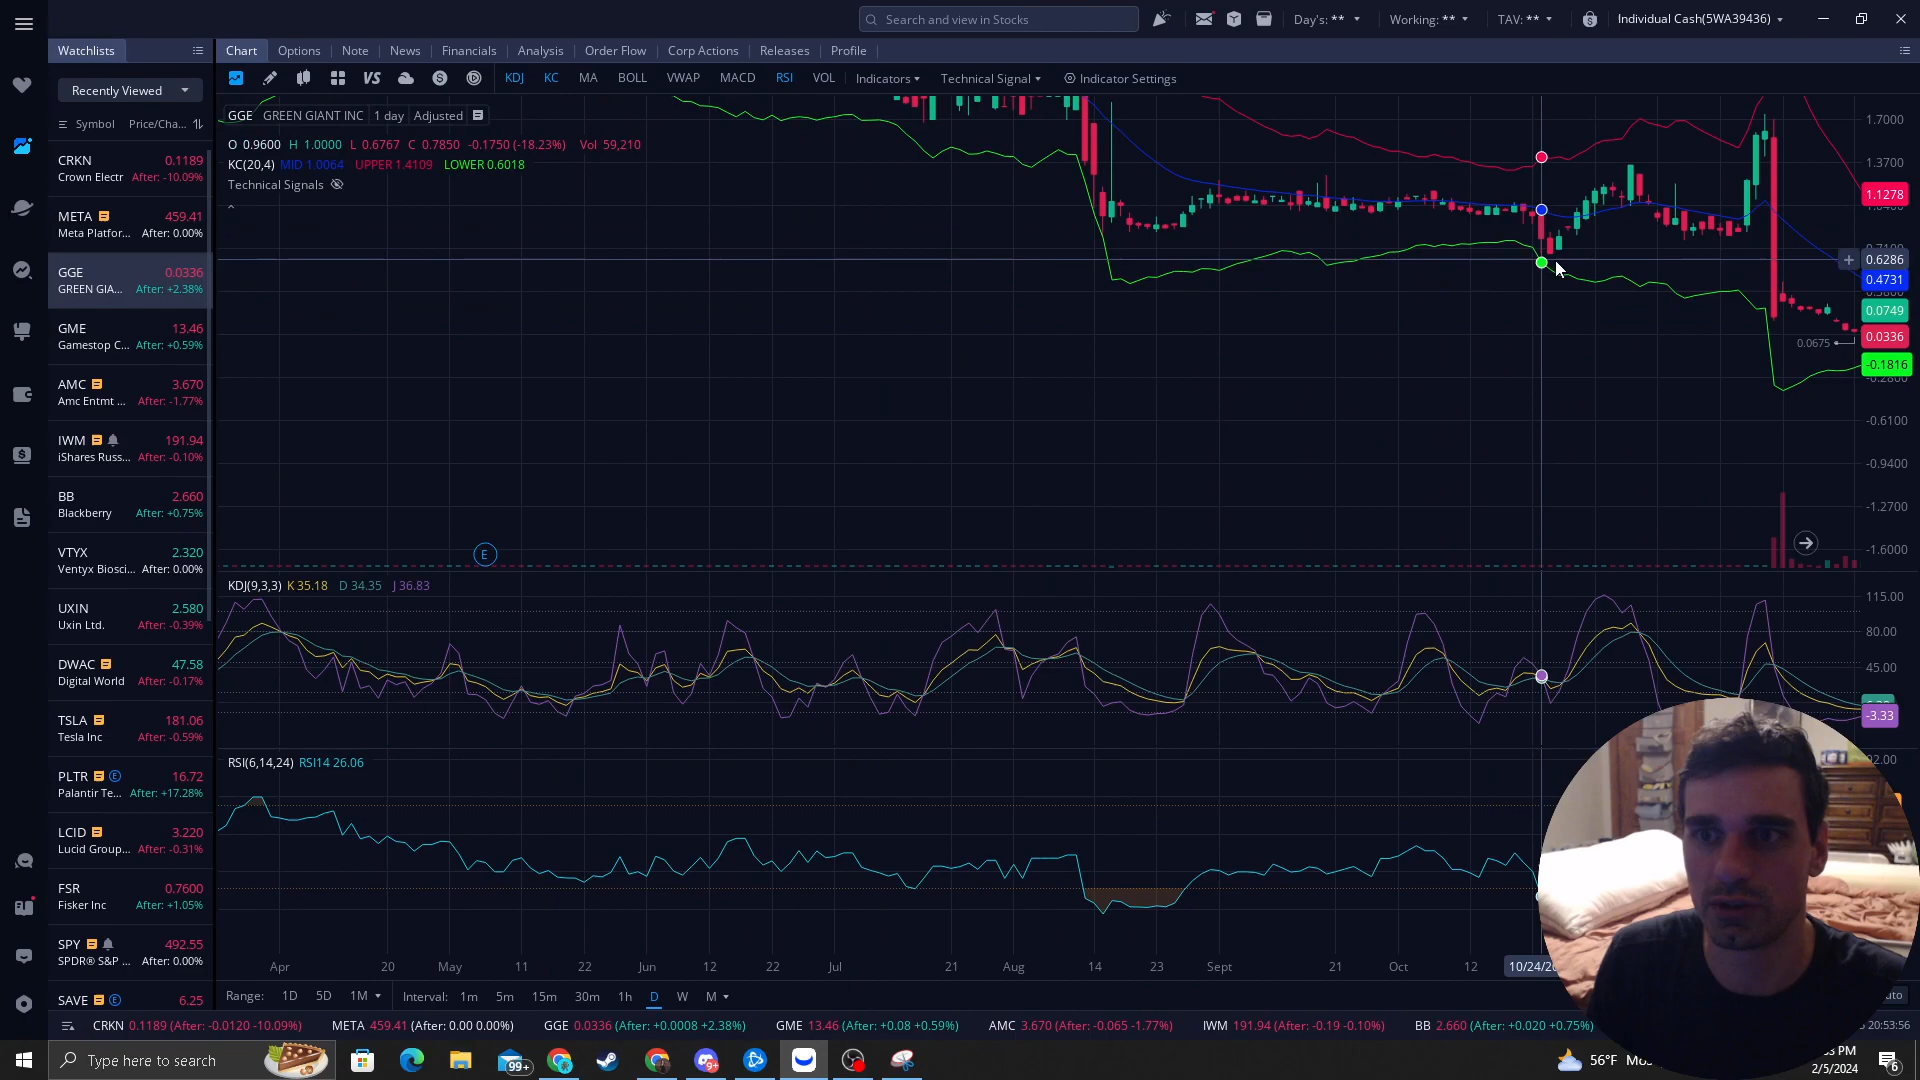 Search and view in Stocks
Day's: **
Working: **
TAV: **
Individual Cash(5WA39436)
Watchlists
Chart Options Note News Financials Analysis Order Flow Corp Actions Releases Profile
Recently Viewed
VS KDJ KC MA BOLL VWAP MACD RSI VOL Indicators Technical Signal Indicator Settings
Symbol Price/Cha...
GGE GREEN GIANT INC 1 day Adjusted
O 0.9600 H 1.0000 L 0.6767 C 0.7850 -0.1750 (-18.23%) Vol 59,210
KC(20,4) MID 1.0064 UPPER 1.4109 LOWER 0.6018
Technical Signals
CRKN 0.1189
Crown Electr After: -10.09%
META 459.41
Meta Platfor... After: 0.00%
GGE 0.0336
GREEN GIA... After: +2.38%
GME 13.46
Gamestop C... After: +0.59%
AMC 3.670
Amc Entmt ... After: -1.77%
IWM 191.94
iShares Russ... After: -0.10%
BB 2.660
Blackberry After: +0.75%
VTYX 2.320
Ventyx Biosci... After: 0.00%
UXIN 2.580
Uxin Ltd. After: -0.39%
DWAC 47.58
Digital World After: -0.17%
TSLA 181.06
Tesla Inc After: -0.59%
PLTR E 16.72
Palantir Te... After: +17.28%
LCID 3.220
Lucid Group... After: -0.31%
FSR 0.7600
Fisker Inc After: +1.05%
SPY 492.55
SPDR® S&P ... After: 0.00%
SAVE E 6.25
1.7000
1.3700
1.1278
0.6286
0.4731
0.0749
0.0336
0.0675
-0.1816
-0.6100
-0.9400
-1.2700
-1.6000
E
KDJ(9,3,3) K 35.18 D 34.35 J 36.83
115.00
80.00
45.00
-3.33
RSI(6,14,24) RSI14 26.06
Apr 20 May 11 22 Jun 12 22 Jul 21 Aug 14 23 Sept 21 Oct 12
Range: 1D 5D 1M Interval: 1m 5m 15m 30m 1h D W M
CRKN 0.1189 (After: -0.0120 -10.09%) META 459.41 (After: 0.00 0.00%) GGE 0.0336 (After: +0.0008 +2.38%) GME 13.46 (After: +0.08 +0.59%) AMC 3.670 (After: -0.065 -1.77%) IWM 191.94 (After: -0.19 -0.10%) BB 2.660 (After: +0.020 +0.75%)
20:53:56
Type here to search
99+
9+
56°F
PM
2/5/2024
6